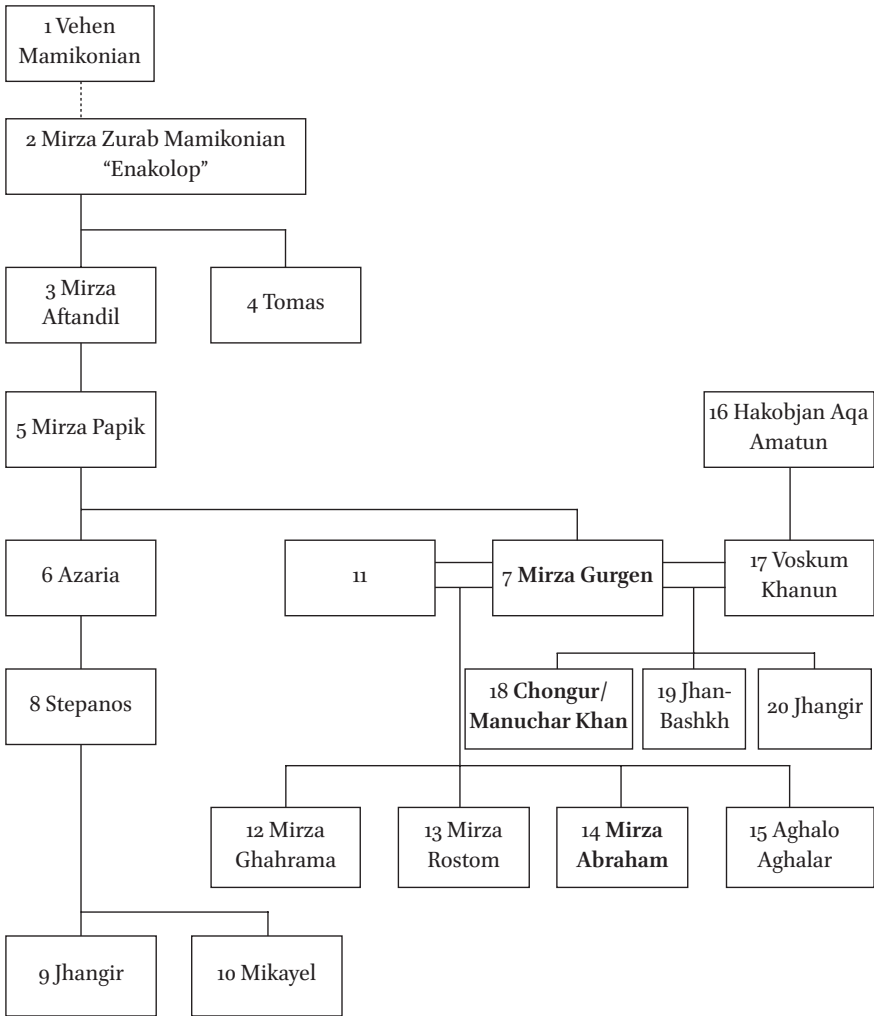 1 Vehen
Mamikonian
2 Mirza Zurab Mamikonian
“Enakolop”
3 Mirza
Aftandil
4 Tomas
5 Mirza Papik
16 Hakobjan Aqa
Amatun
6 Azaria
11
7 Mirza Gurgen
17 Voskum
Khanun
8 Stepanos
18 Chongur/
Manuchar Khan
19 Jhan-
Bashkh
20 Jhangir
12 Mirza
Ghahrama
13 Mirza
Rostom
14 Mirza
Abraham
15 Aghalo
Aghalar
9 Jhangir
10 Mikayel